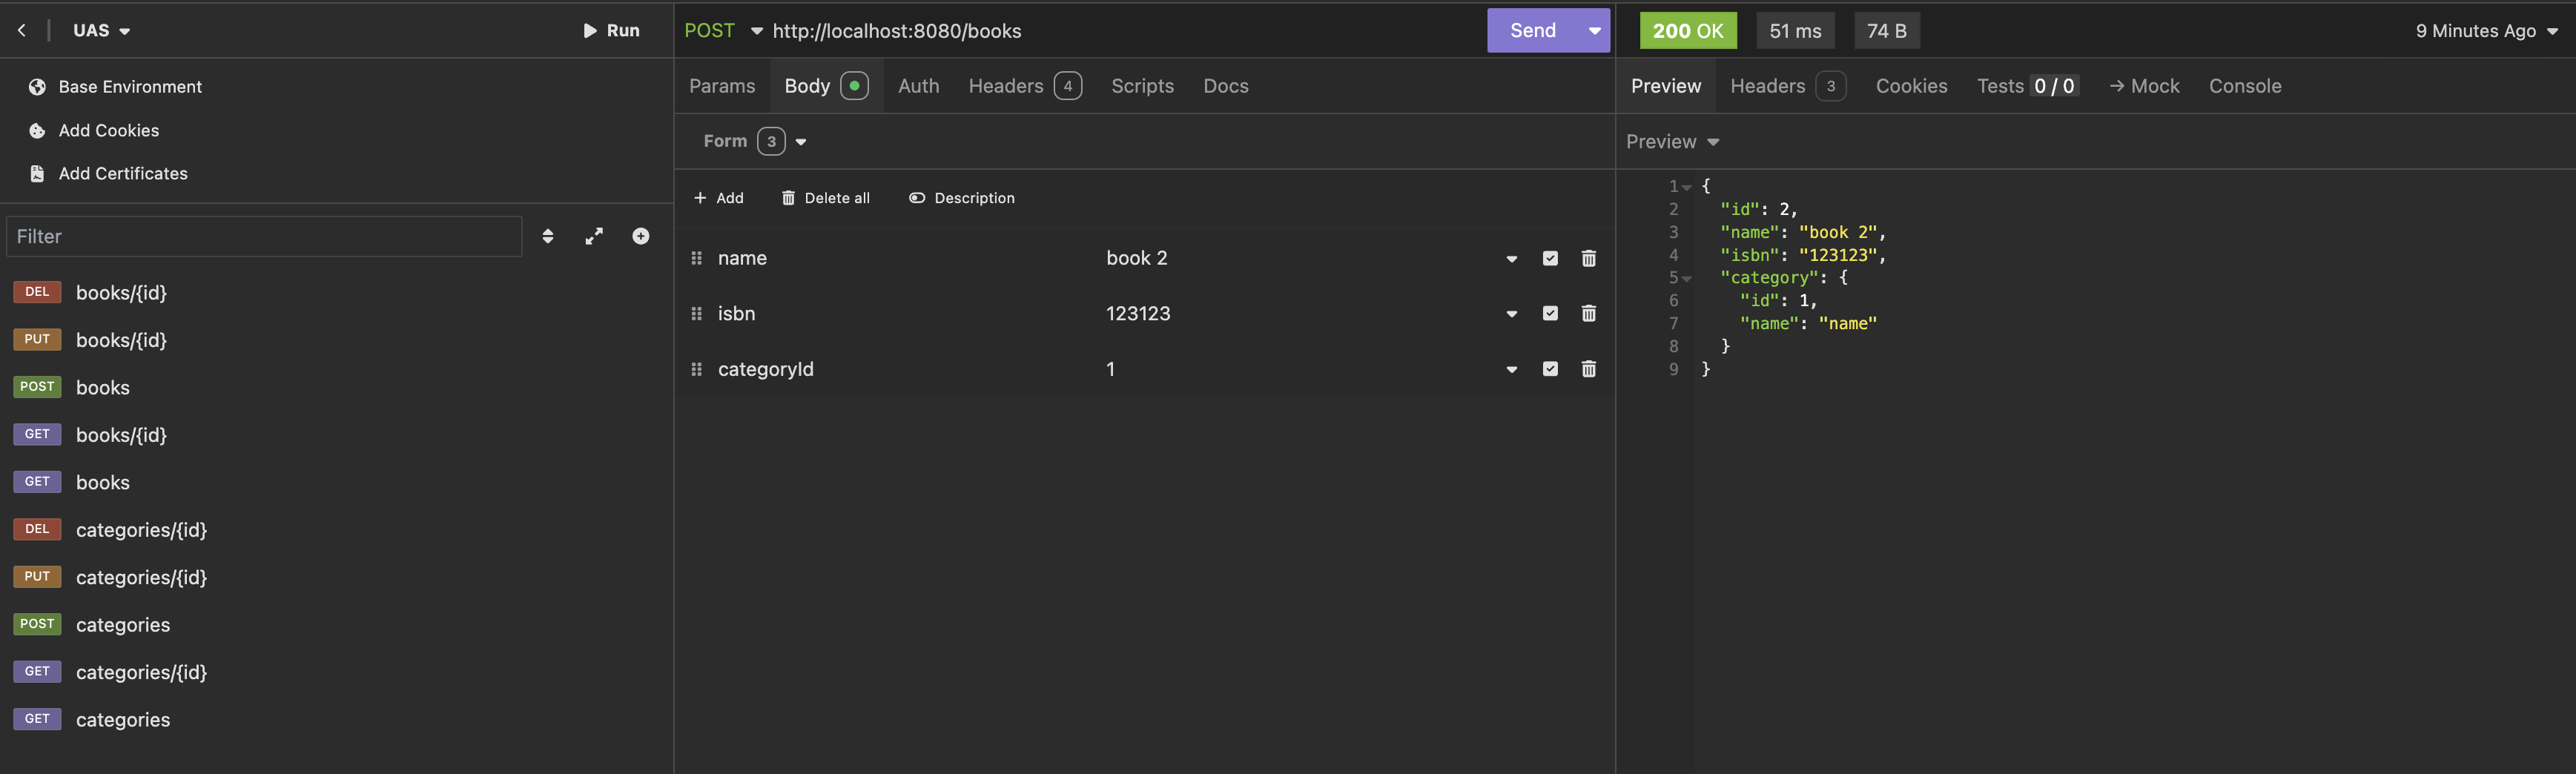 UAS
Run
Base Environment
Add Cookies
Add Certificates
Filter
DEL books/{id}
PUT books/{id}
POST books
GET books/{id}
GET books
DEL categories/{id}
PUT categories/{id}
POST categories
GET categories/{id}
GET categories
POST http://localhost:8080/books Send
Params Body Auth Headers 4 Scripts Docs
Form 3
Add Delete all Description
name book 2
isbn 123123
categoryId 1
200 OK 51 ms 74 B 9 Minutes Ago
Preview Headers 3 Cookies Tests 0 / 0 → Mock Console
Preview
1 {
2 "id": 2,
3 "name": "book 2",
4 "isbn": "123123",
5 "category": {
6 "id": 1,
7 "name": "name"
8 }
9 }